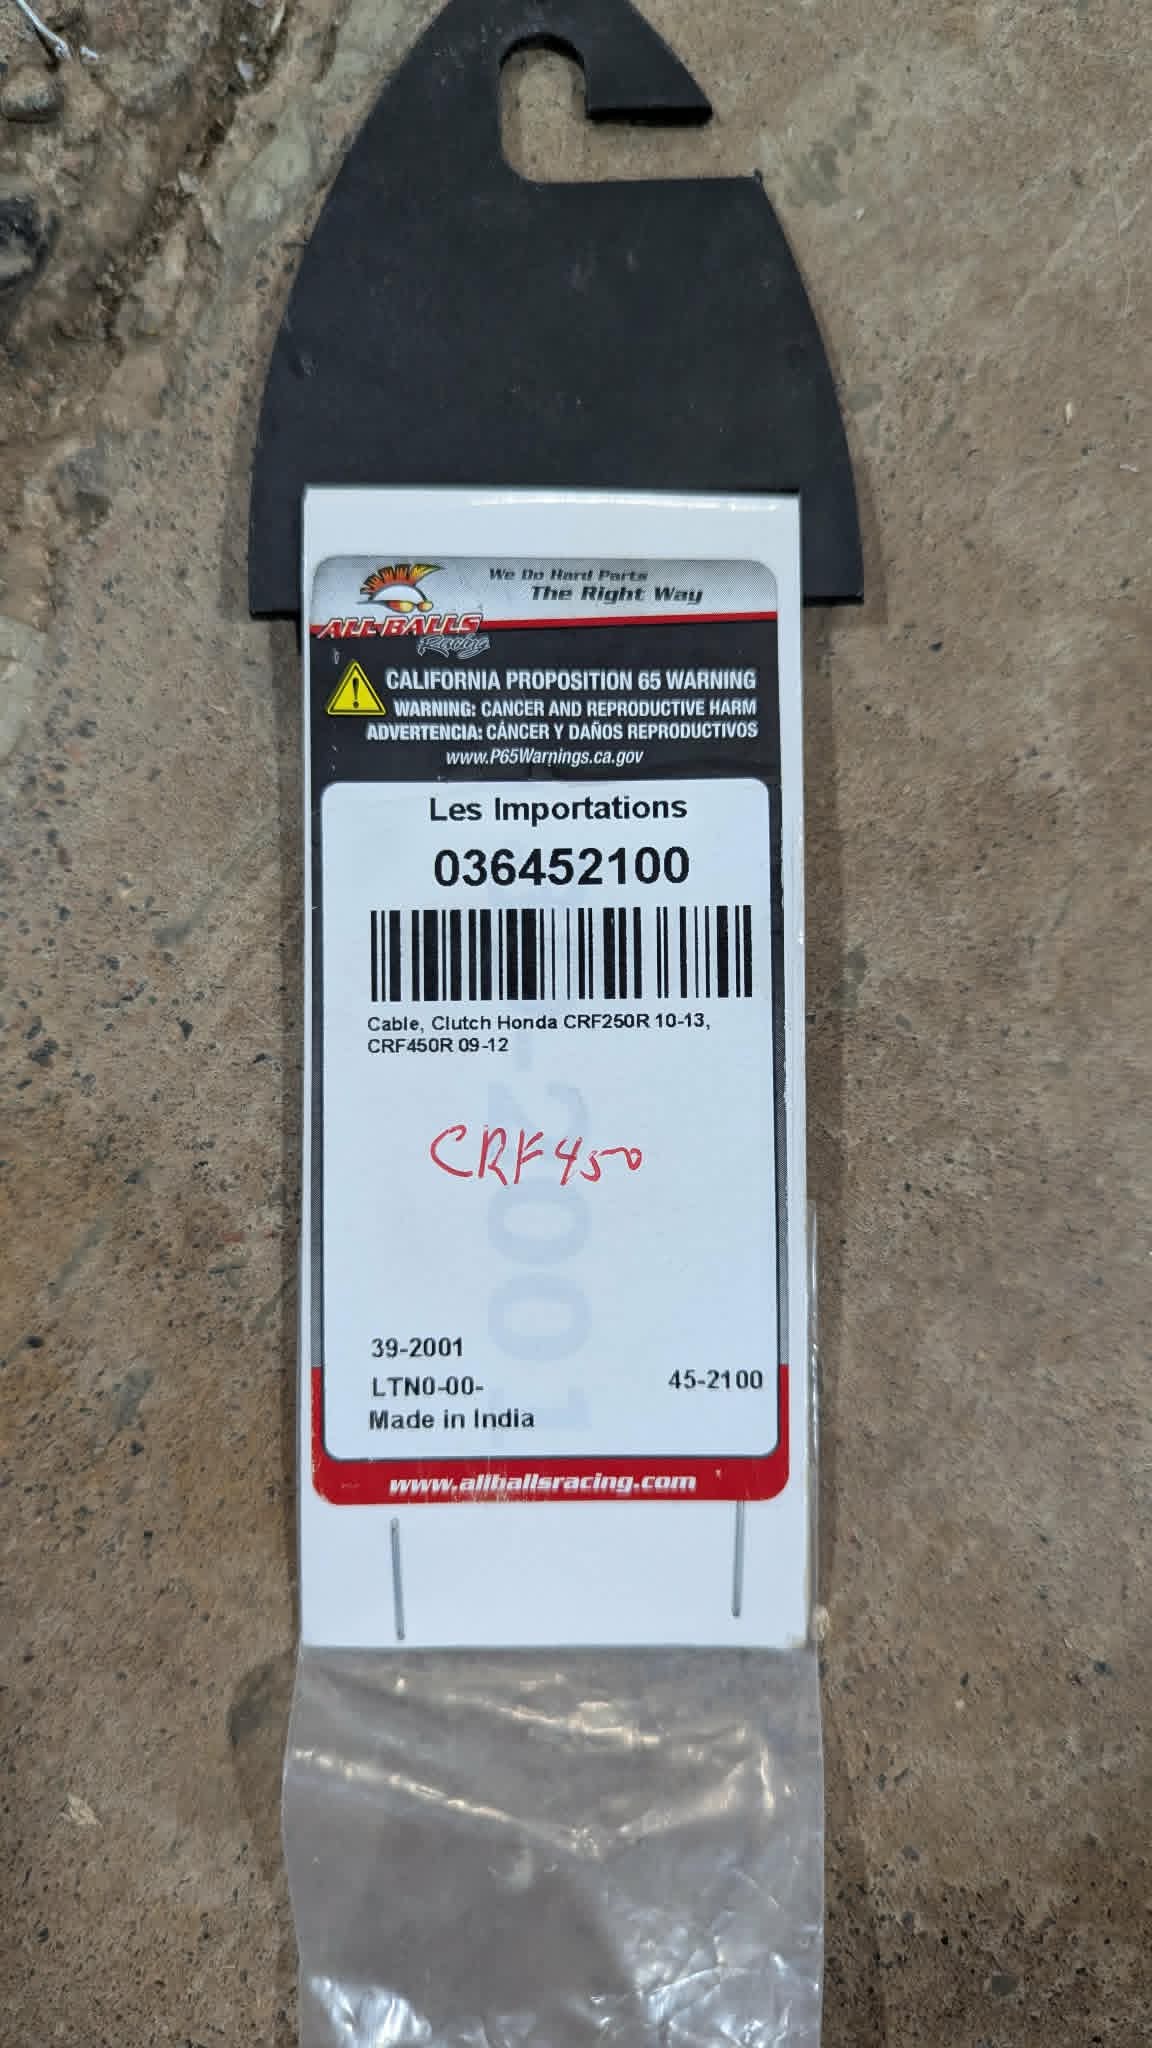 We Do Hard Parts
The Right Way
ALL BALLS
Racing
CALIFORNIA PROPOSITION 65 WARNING
WARNING: CANCER AND REPRODUCTIVE HARM
ADVERTENCIA: CÁNCER Y DAÑOS REPRODUCTIVOS
www.P65Warnings.ca.gov
Les Importations
036452100
Cable, Clutch Honda CRF250R 10-13,
CRF450R 09-12
CRF450
39-2001
LTN0-00-
45-2100
Made in India
www.allballsracing.com